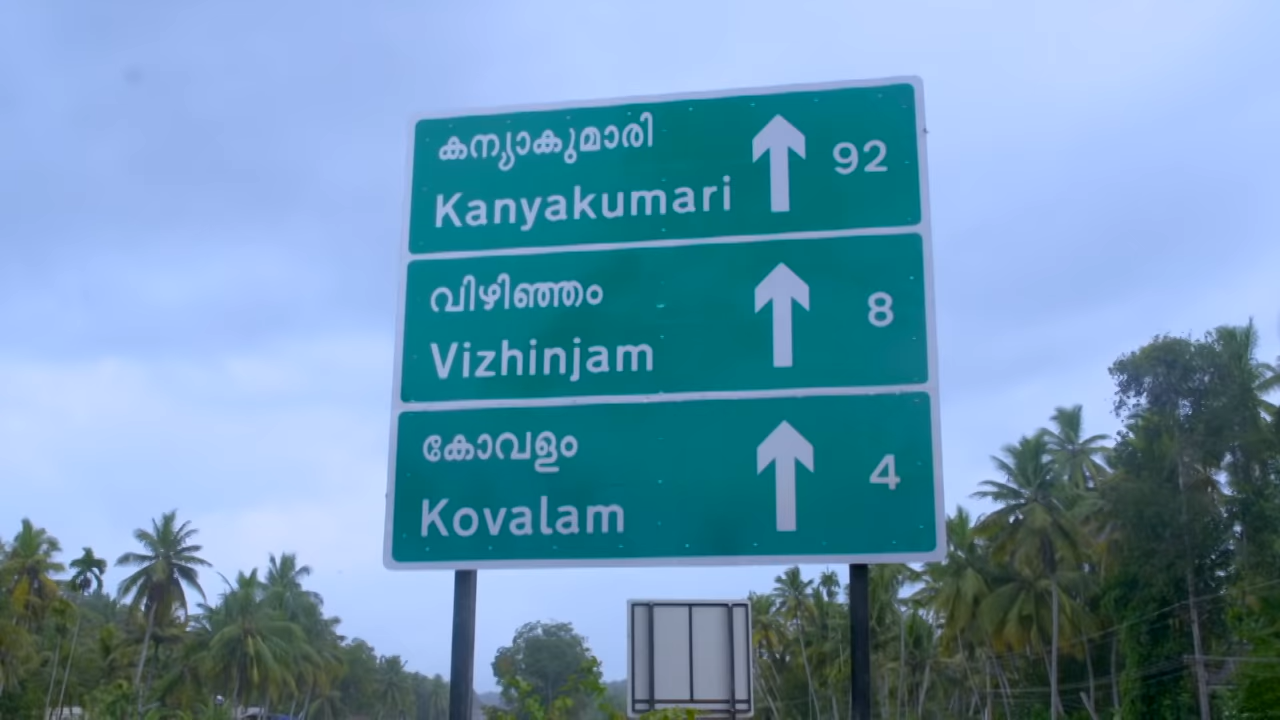 കന്യാകുമാരി
Kanyakumari 92
വിഴിഞ്ഞം
Vizhinjam 8
കോവളം
Kovalam 4